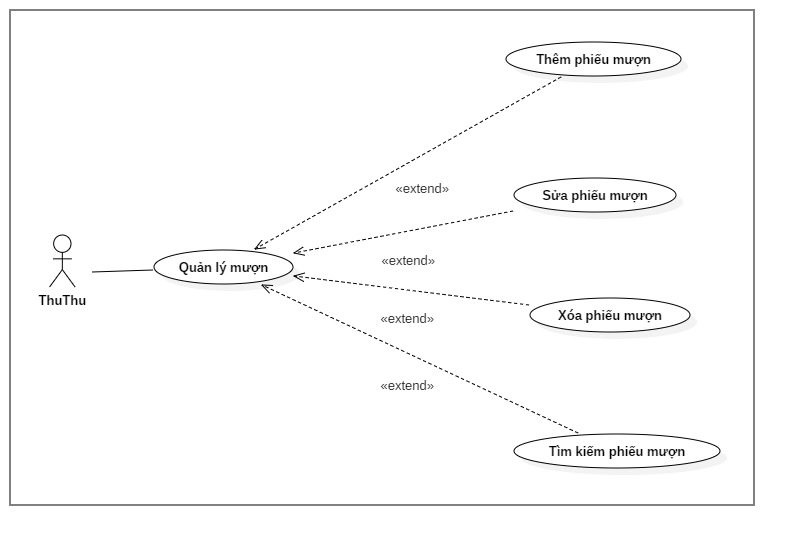 Thêm phiếu mượn
«extend»
Sửa phiếu mượn
«extend»
Quản lý mượn
ThuThu
«extend»
Xóa phiếu mượn
«extend»
Tìm kiếm phiếu mượn